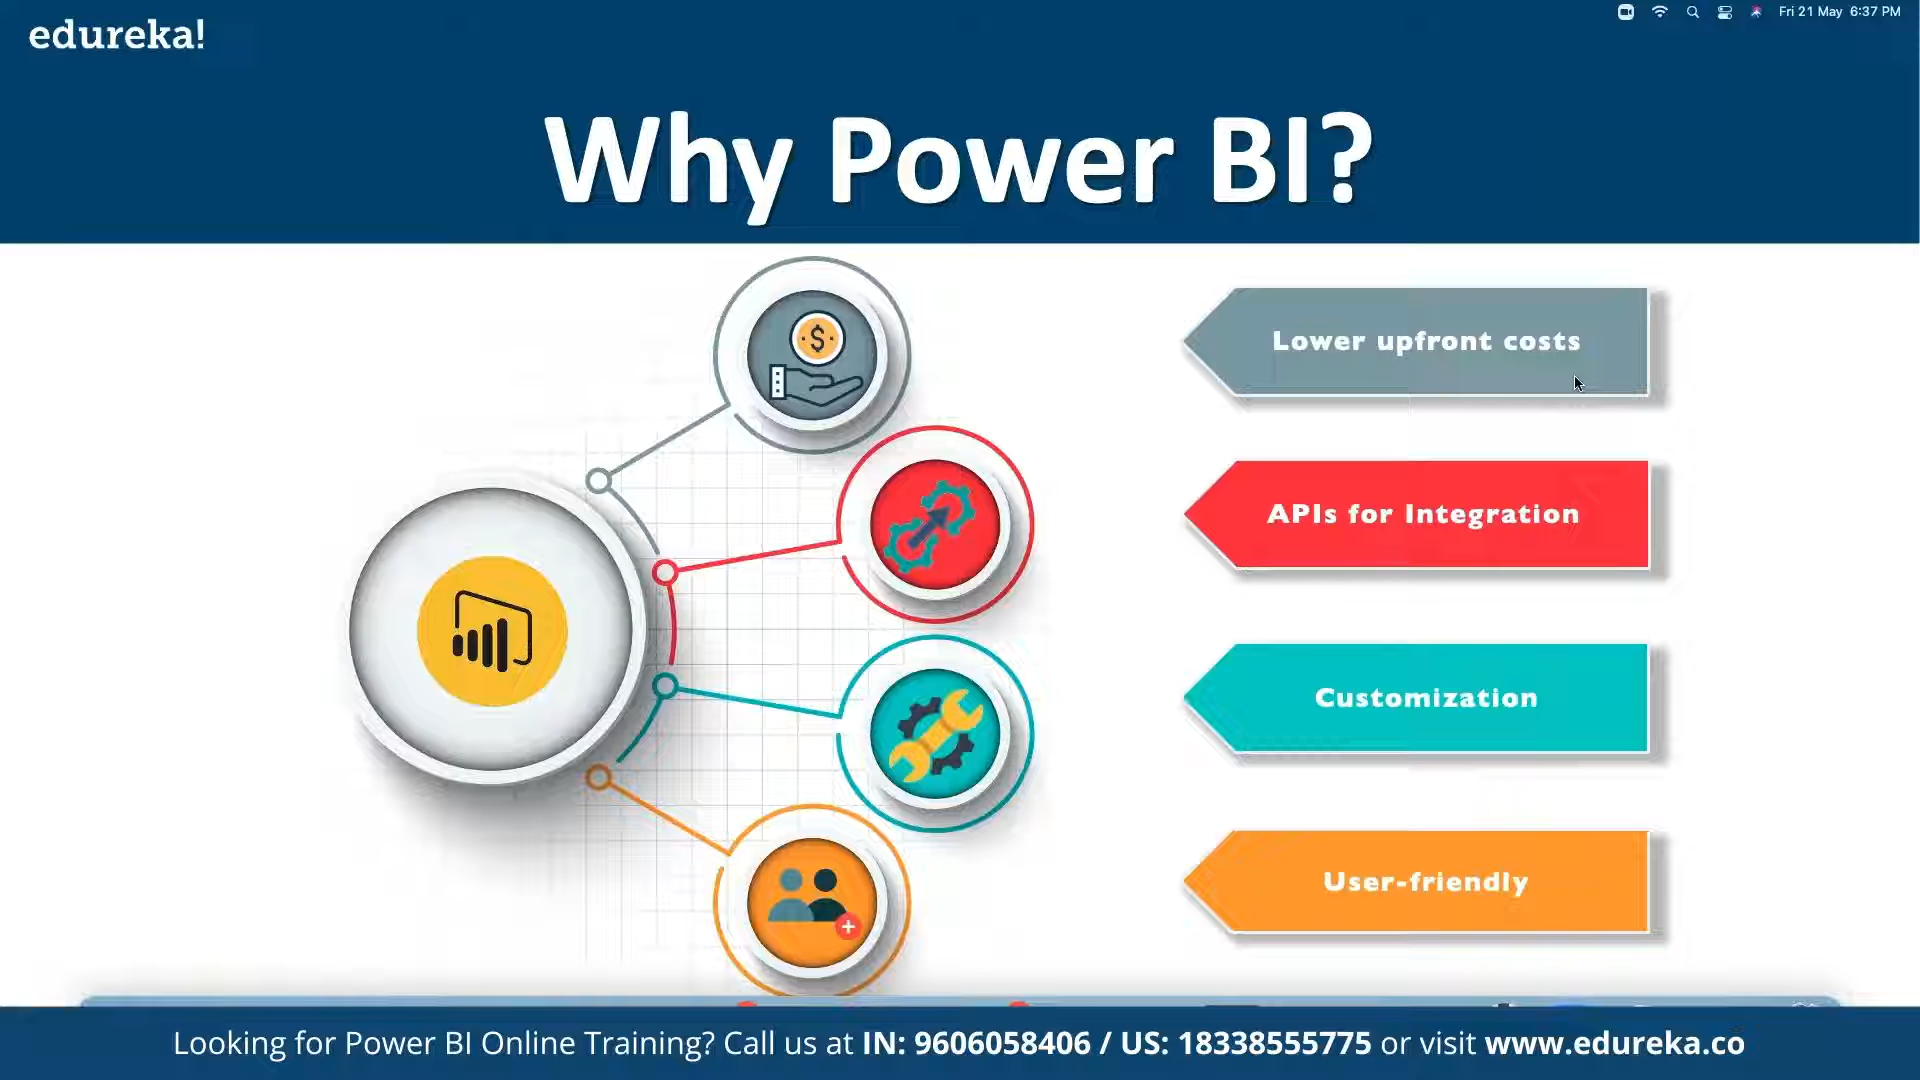 edureka!
Fri 21 May 6:37 PM
Why Power BI?
$
Lower upfront costs
APIs for Integration
Customization
User-friendly
Looking for Power BI Online Training? Call us at IN: 9606058406 / US: 18338555775 or visit www.edureka.co